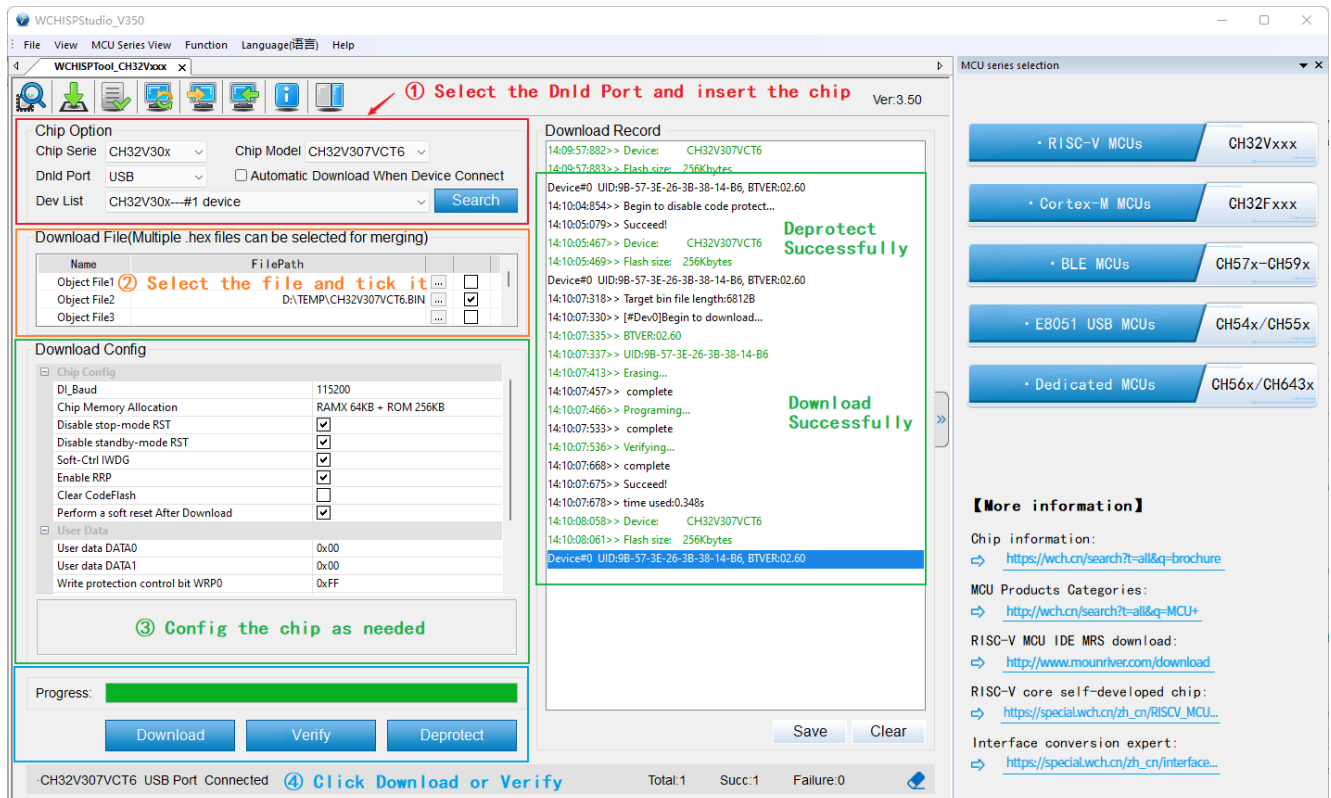 WCHISPStudio_V350
File View MCU Series View Function Language(语言) Help
WCHISPTool_CH32Vxxx x
MCU series selection
① Select the Dnld Port and insert the chip
Ver:3.50
Chip Option
Chip Serie CH32V30x Chip Model CH32V307VCT6
Dnld Port USB Automatic Download When Device Connect
Dev List CH32V30x---#1 device Search
Download File(Multiple .hex files can be selected for merging)
Name FilePath
Object File1 ...
② Select the file and tick it
Object File2 D:\TEMP\CH32V307VCT6.BIN ...
Object File3 ...
Download Config
Chip Config
DI_Baud 115200
Chip Memory Allocation RAMX 64KB + ROM 256KB
Disable stop-mode RST
Disable standby-mode RST
Soft-Ctrl IWDG
Enable RRP
Clear CodeFlash
Perform a soft reset After Download
User Data
User data DATA0 0x00
User data DATA1 0x00
Write protection control bit WRP0 0xFF
③ Config the chip as needed
Progress:
Download Verify Deprotect
·CH32V307VCT6 USB Port Connected
④ Click Download or Verify
Total:1 Succ:1 Failure:0
Download Record
14:09:57:882>> Device: CH32V307VCT6
14:09:57:883>> Flash size: 256Kbytes
Device#0 UID:9B-57-3E-26-3B-38-14-B6, BTVER:02.60
14:10:04:854>> Begin to disable code protect...
14:10:05:079>> Succeed!
14:10:05:467>> Device: CH32V307VCT6
14:10:05:469>> Flash size: 256Kbytes
Deprotect
Successfully
Device#0 UID:9B-57-3E-26-3B-38-14-B6, BTVER:02.60
14:10:07:318>> Target bin file length:6812B
14:10:07:330>> [#Dev0]Begin to download...
14:10:07:335>> BTVER:02.60
14:10:07:337>> UID:9B-57-3E-26-3B-38-14-B6
14:10:07:413>> Erasing...
14:10:07:457>> complete
14:10:07:466>> Programing...
14:10:07:533>> complete
Download
Successfully
14:10:07:536>> Verifying...
14:10:07:668>> complete
14:10:07:675>> Succeed!
14:10:07:678>> time used:0.348s
14:10:08:058>> Device: CH32V307VCT6
14:10:08:061>> Flash size: 256Kbytes
Device#0 UID:9B-57-3E-26-3B-38-14-B6, BTVER:02.60
Save Clear
· RISC-V MCUs CH32Vxxx
· Cortex-M MCUs CH32Fxxx
· BLE MCUs CH57x-CH59x
· E8051 USB MCUs CH54x/CH55x
· Dedicated MCUs CH56x/CH643x
【More information】
Chip information:
https://wch.cn/search?t=all&q=brochure
MCU Products Categories:
http://wch.cn/search?t=all&q=MCU+
RISC-V MCU IDE MRS download:
http://www.mounriver.com/download
RISC-V core self-developed chip:
https://special.wch.cn/zh_cn/RISCV_MCU...
Interface conversion expert:
https://special.wch.cn/zh_cn/interface...